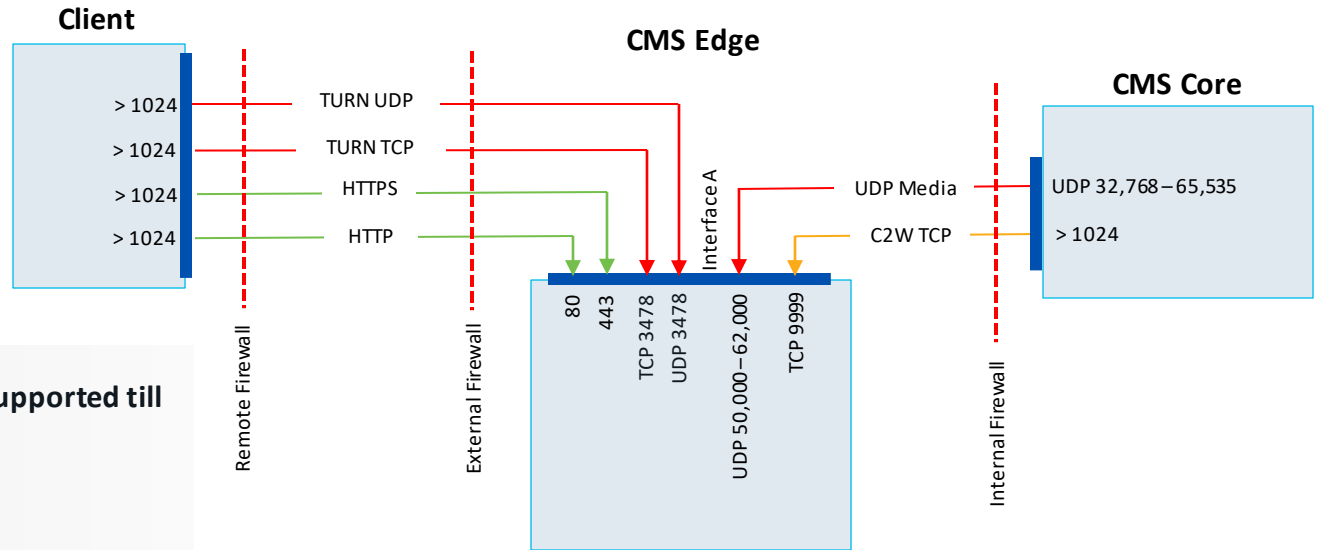 Client
CMS Edge
CMS Core
> 1024
TURN UDP
> 1024
TURN TCP
> 1024
HTTPS
> 1024
HTTP
Interface A
UDP Media
UDP 32,768–65,535
C2W TCP
> 1024
80
443
TCP 3478
UDP 3478
UDP 50,000–62,000
TCP 9999
Remote Firewall
External Firewall
Internal Firewall
upported till